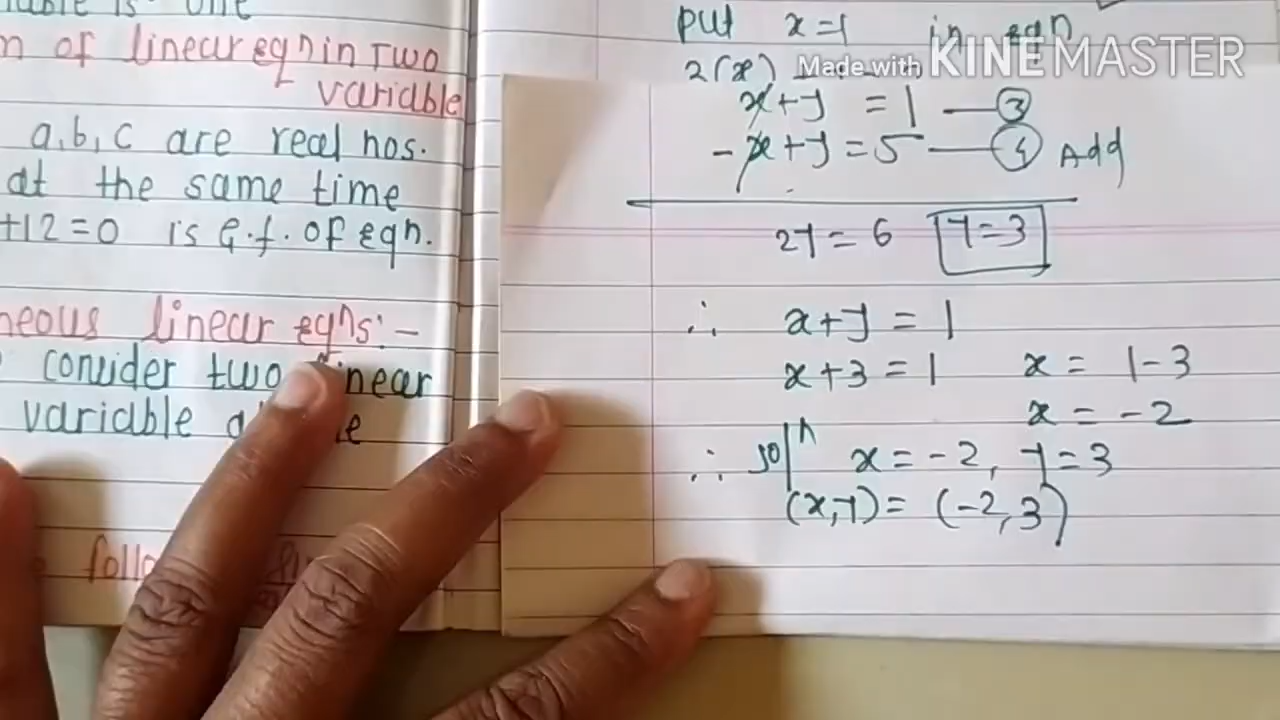 is one
n of linear eqn in Two
variable
a, b, c are real nos.
at the same time
+12=0 is G.f. of eqn.
neous linear eqns:-
consider two linear
variable
put x=1 in eqn
2(x)
Made with KINEMASTER
x+y = 1 — ③
-x+y = 5 — ④ Add
2y = 6 y=3
∴ x+y = 1
x+3 = 1 x = 1-3
x = -2
∴ solⁿ x = -2, y = 3
(x,y) = (-2,3)